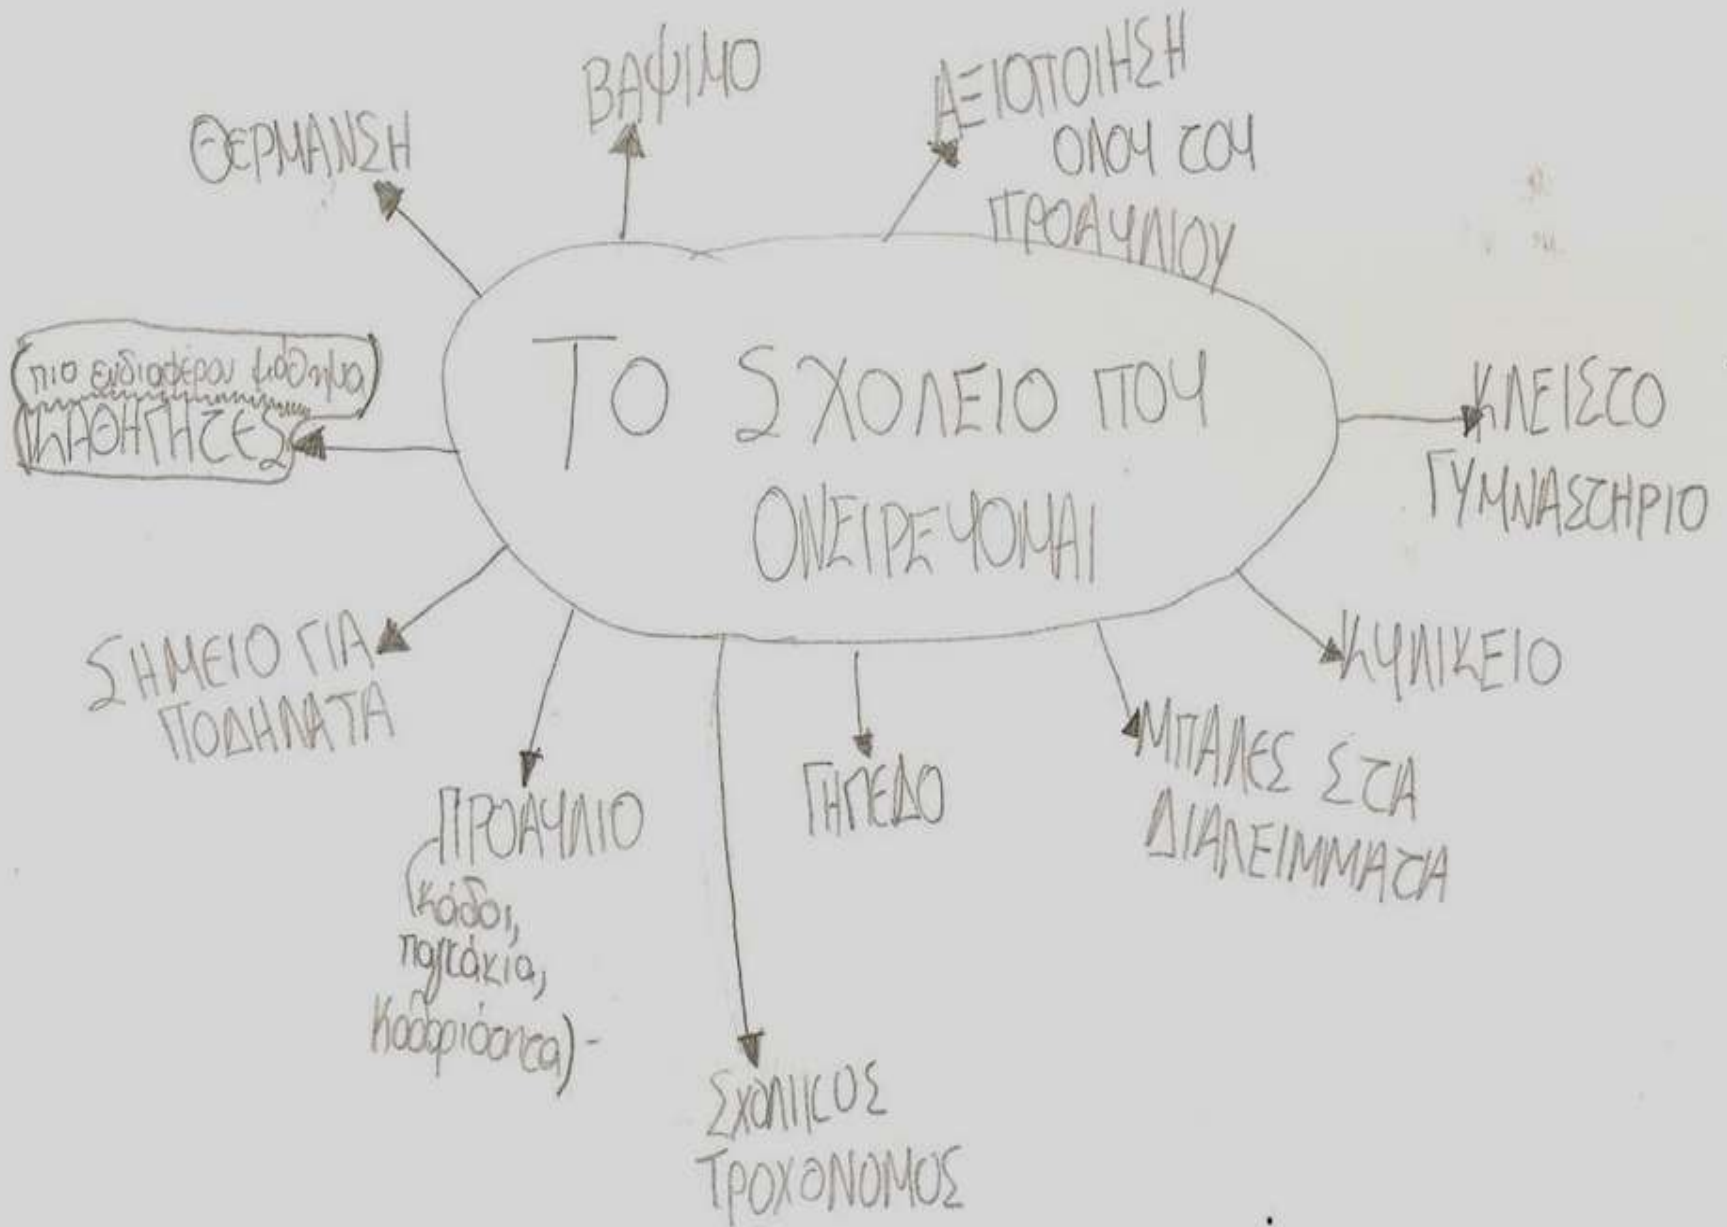 ΤΟ ΣΧΟΛΕΙΟ ΠΟΥ
ΟΝΕΙΡΕΥΟΜΑΙ
ΘΕΡΜΑΝΣΗ
ΒΑΨΙΜΟ
ΑΞΙΟΠΟΙΗΣΗ
ΟΛΟΥ ΤΟΥ
ΠΡΟΑΥΛΙΟΥ
ΚΛΕΙΣΤΟ
ΓΥΜΝΑΣΤΗΡΙΟ
ΚΥΛΙΚΕΙΟ
ΜΠΑΛΕΣ ΣΤΑ
ΔΙΑΛΕΙΜΜΑΤΑ
ΓΗΠΕΔΟ
ΣΧΟΛΙΚΟΣ
ΤΡΟΧΟΝΟΜΟΣ
ΠΡΟΑΥΛΙΟ
(κάδοι,
παγκάκια,
καθαριότητα)-
ΣΗΜΕΙΟ ΓΙΑ
ΠΟΔΗΛΑΤΑ
πιο ενδιαφέρον μάθημα
ΚΑΘΗΓΗΤΕΣ